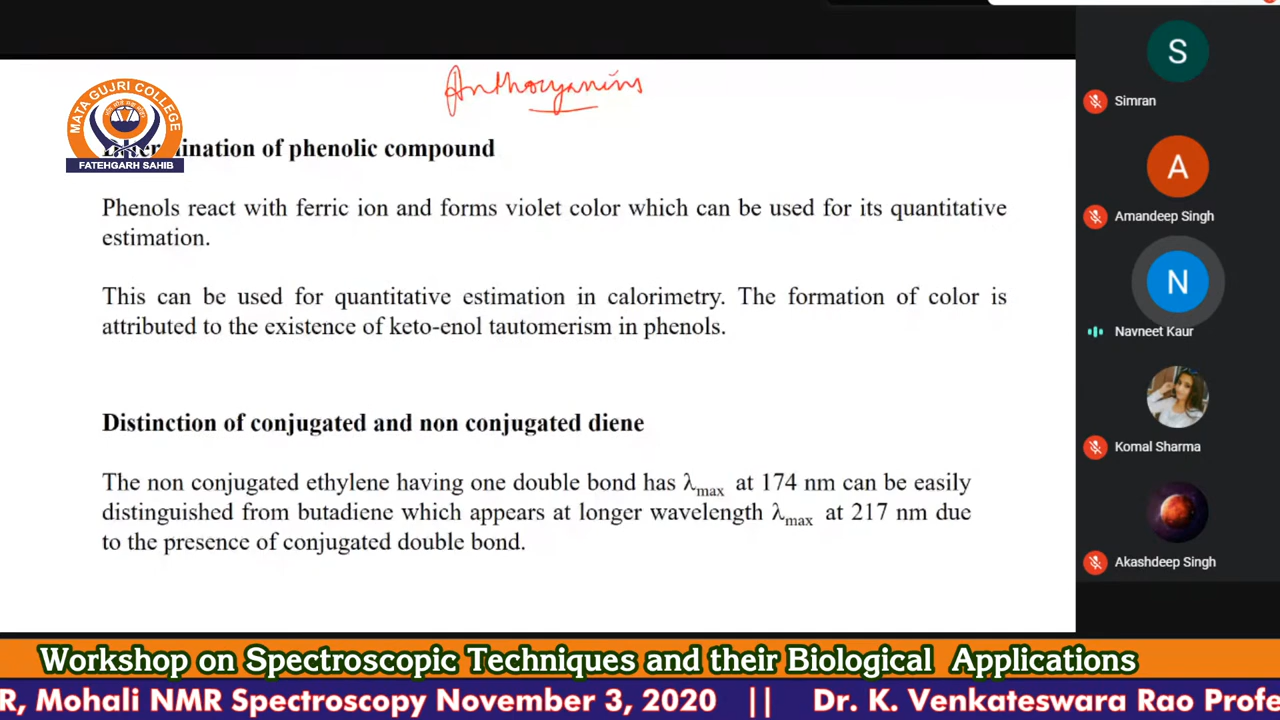 Anthocyanins
MATA GUJRI COLLEGE
FATEHGARH SAHIB
Determination of phenolic compound
Phenols react with ferric ion and forms violet color which can be used for its quantitative
estimation.
This can be used for quantitative estimation in calorimetry. The formation of color is
attributed to the existence of keto-enol tautomerism in phenols.
Distinction of conjugated and non conjugated diene
The non conjugated ethylene having one double bond has λmax at 174 nm can be easily
distinguished from butadiene which appears at longer wavelength λmax at 217 nm due
to the presence of conjugated double bond.
S
Simran
A
Amandeep Singh
N
Navneet Kaur
Komal Sharma
Akashdeep Singh
Workshop on Spectroscopic Techniques and their Biological Applications
R, Mohali NMR Spectroscopy November 3, 2020 || Dr. K. Venkateswara Rao Profe